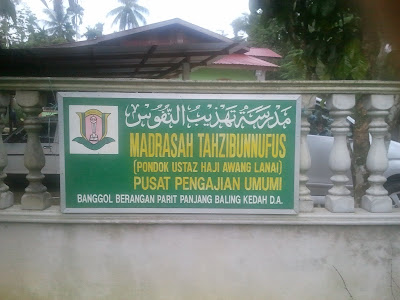 مدرسة تهذيب النفوس
MADRASAH TAHZIBUNNUFUS
(PONDOK USTAZ HAJI AWANG LANAI)
PUSAT PENGAJIAN UMUMI
BANGGOL BERANGAN PARIT PANJANG BALING KEDAH D.A.